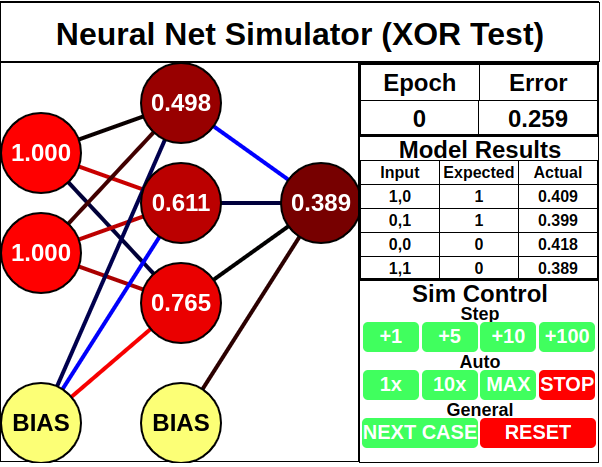 Neural Net Simulator (XOR Test)
1.000
1.000
BIAS
0.498
0.611
0.765
BIAS
0.389
Epoch Error
0 0.259
Model Results
Input Expected Actual
1,0 1 0.409
0,1 1 0.399
0,0 0 0.418
1,1 0 0.389
Sim Control
Step
+1 +5 +10 +100
Auto
1x 10x MAX STOP
General
NEXT CASE RESET